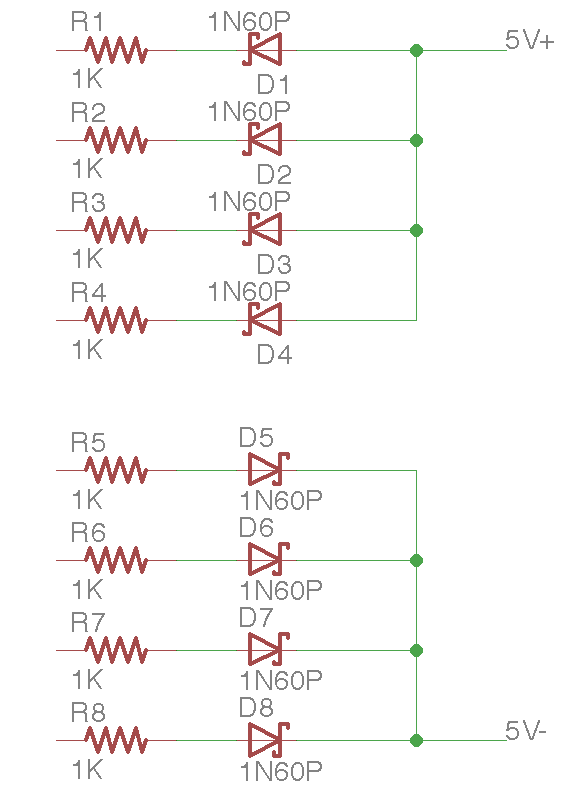 R1 1N60P
5V+
1K D1
R2 1N60P
1K D2
R3 1N60P
1K D3
R4 1N60P
1K D4
R5 D5
1K 1N60P
R6 D6
1K 1N60P
R7 D7
1K 1N60P
R8 D8
5V-
1K 1N60P